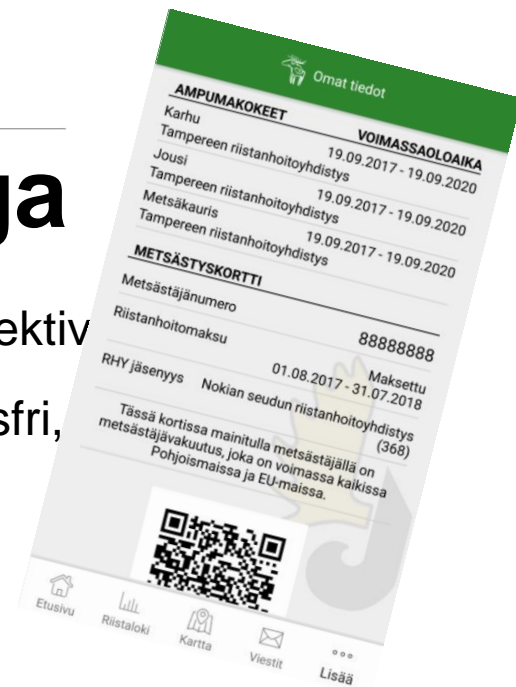 ga
ektiv
sfri,
Omat tiedot
AMPUMAKOKEET VOIMASSAOLOAIKA
Karhu 19.09.2017 - 19.09.2020
Tampereen riistanhoitoyhdistys
Jousi 19.09.2017 - 19.09.2020
Tampereen riistanhoitoyhdistys
Metsäkauris 19.09.2017 - 19.09.2020
Tampereen riistanhoitoyhdistys
METSÄSTYSKORTTI
Metsästäjänumero 88888888
Riistanhoitomaksu Maksettu
01.08.2017 - 31.07.2018
RHY jäsenyys Nokian seudun riistanhoitoyhdistys
(368)
Tässä kortissa mainitulla metsästäjällä on
metsästäjävakuutus, joka on voimassa kaikissa
Pohjoismaissa ja EU-maissa.
Etusivu Riistaloki Kartta Viestit Lisää